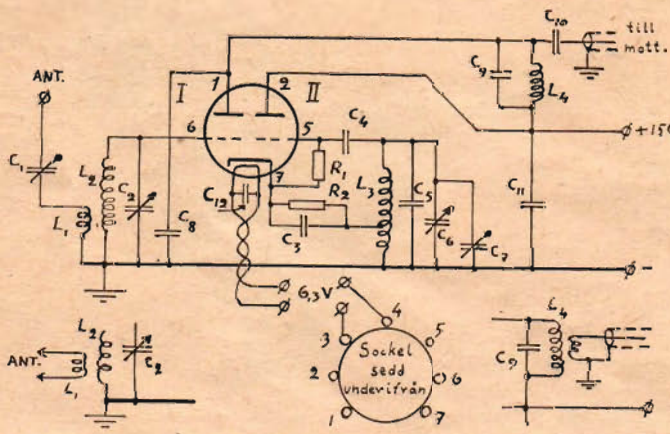 C10
till
mott.
C9
L4
ANT.
I
1
2
II
C4
6
5
+150
C1
L2
C2
R1
R2
L3
C5
C11
7
C12
L1
C8
C3
C6
C7
-
6,3V
4
L4
ANT.
L2
C2
L1
3
5
Sockel
sedd
underifrån
2
6
1
7
C9